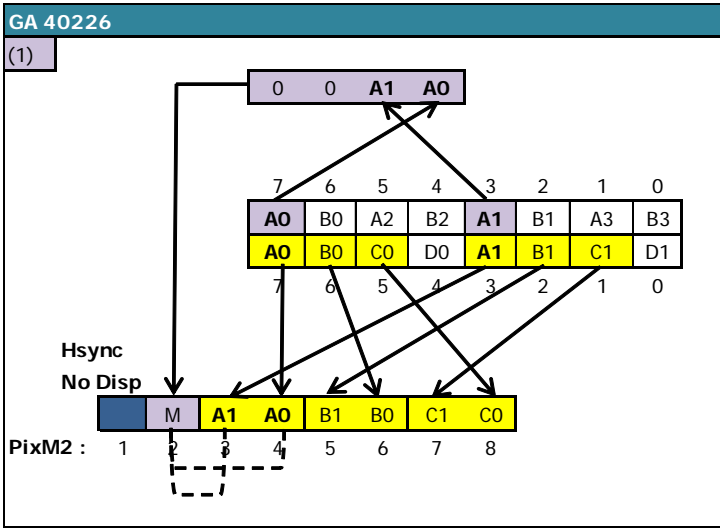 GA 40226
(1)
0 0 A1 A0
7 6 5 4 3 2 1 0
A0 B0 A2 B2 A1 B1 A3 B3
A0 B0 C0 D0 A1 B1 C1 D1
7 6 5 4 3 2 1 0
Hsync
No Disp
M A1 A0 B1 B0 C1 C0
PixM2 : 1 2 3 4 5 6 7 8